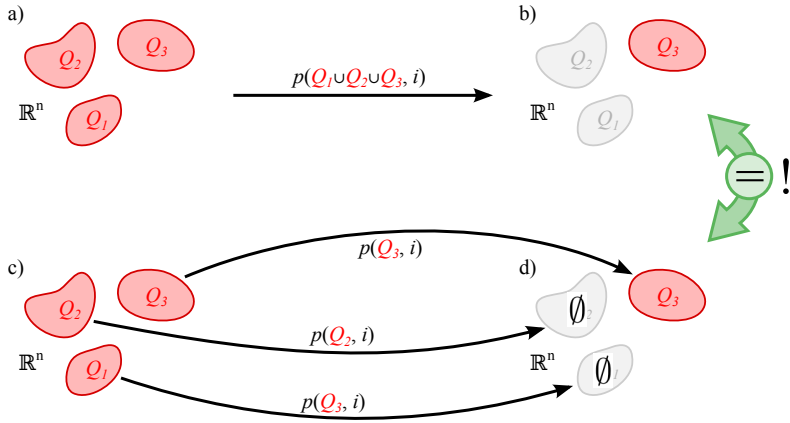 a)
b)
Q₂
Q₃
Q₂
Q₃
p(Q₁∪Q₂∪Q₃, i)
ℝⁿ
Q₁
ℝⁿ
Q₁
= !
p(Q₃, i)
c)
d)
Q₂
Q₃
∅₂
Q₃
p(Q₂, i)
ℝⁿ
Q₁
ℝⁿ
∅₁
p(Q₃, i)